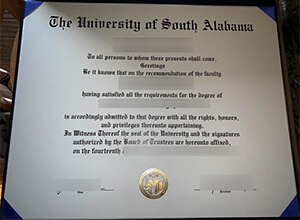 The University of South Alabama
To all persons to whom these presents shall come,
Greetings
Be it known that on the recommendation of the faculty
having satisfied all the requirements for the degree of
is accordingly admitted to that degree with all the rights, honors,
and privileges thereunto appertaining.
In Witness Thereof the seal of the University and the signatures
authorized by the Board of Trustees are hereunto affixed,
on the fourteenth